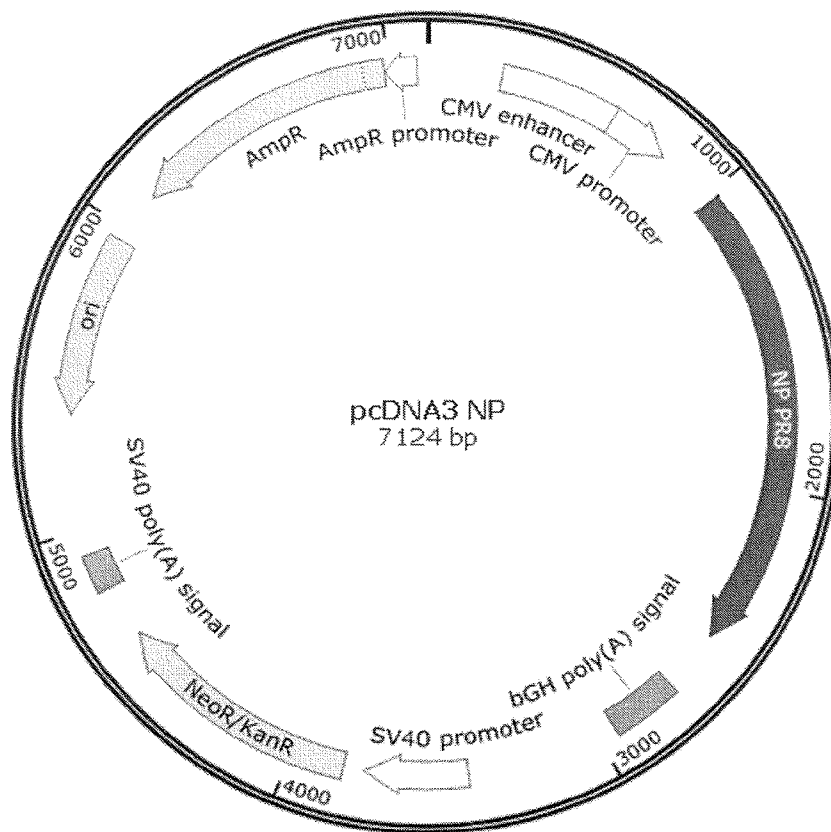 7000
CMV enhancer
CMV promoter
AmpR
AmpR promoter
1000
6000
ori
pcDNA3 NP
7124 bp
NP PR8
2000
SV40 poly(A) signal
5000
bGH poly(A) signal
NeoR/KanR
SV40 promoter
3000
4000